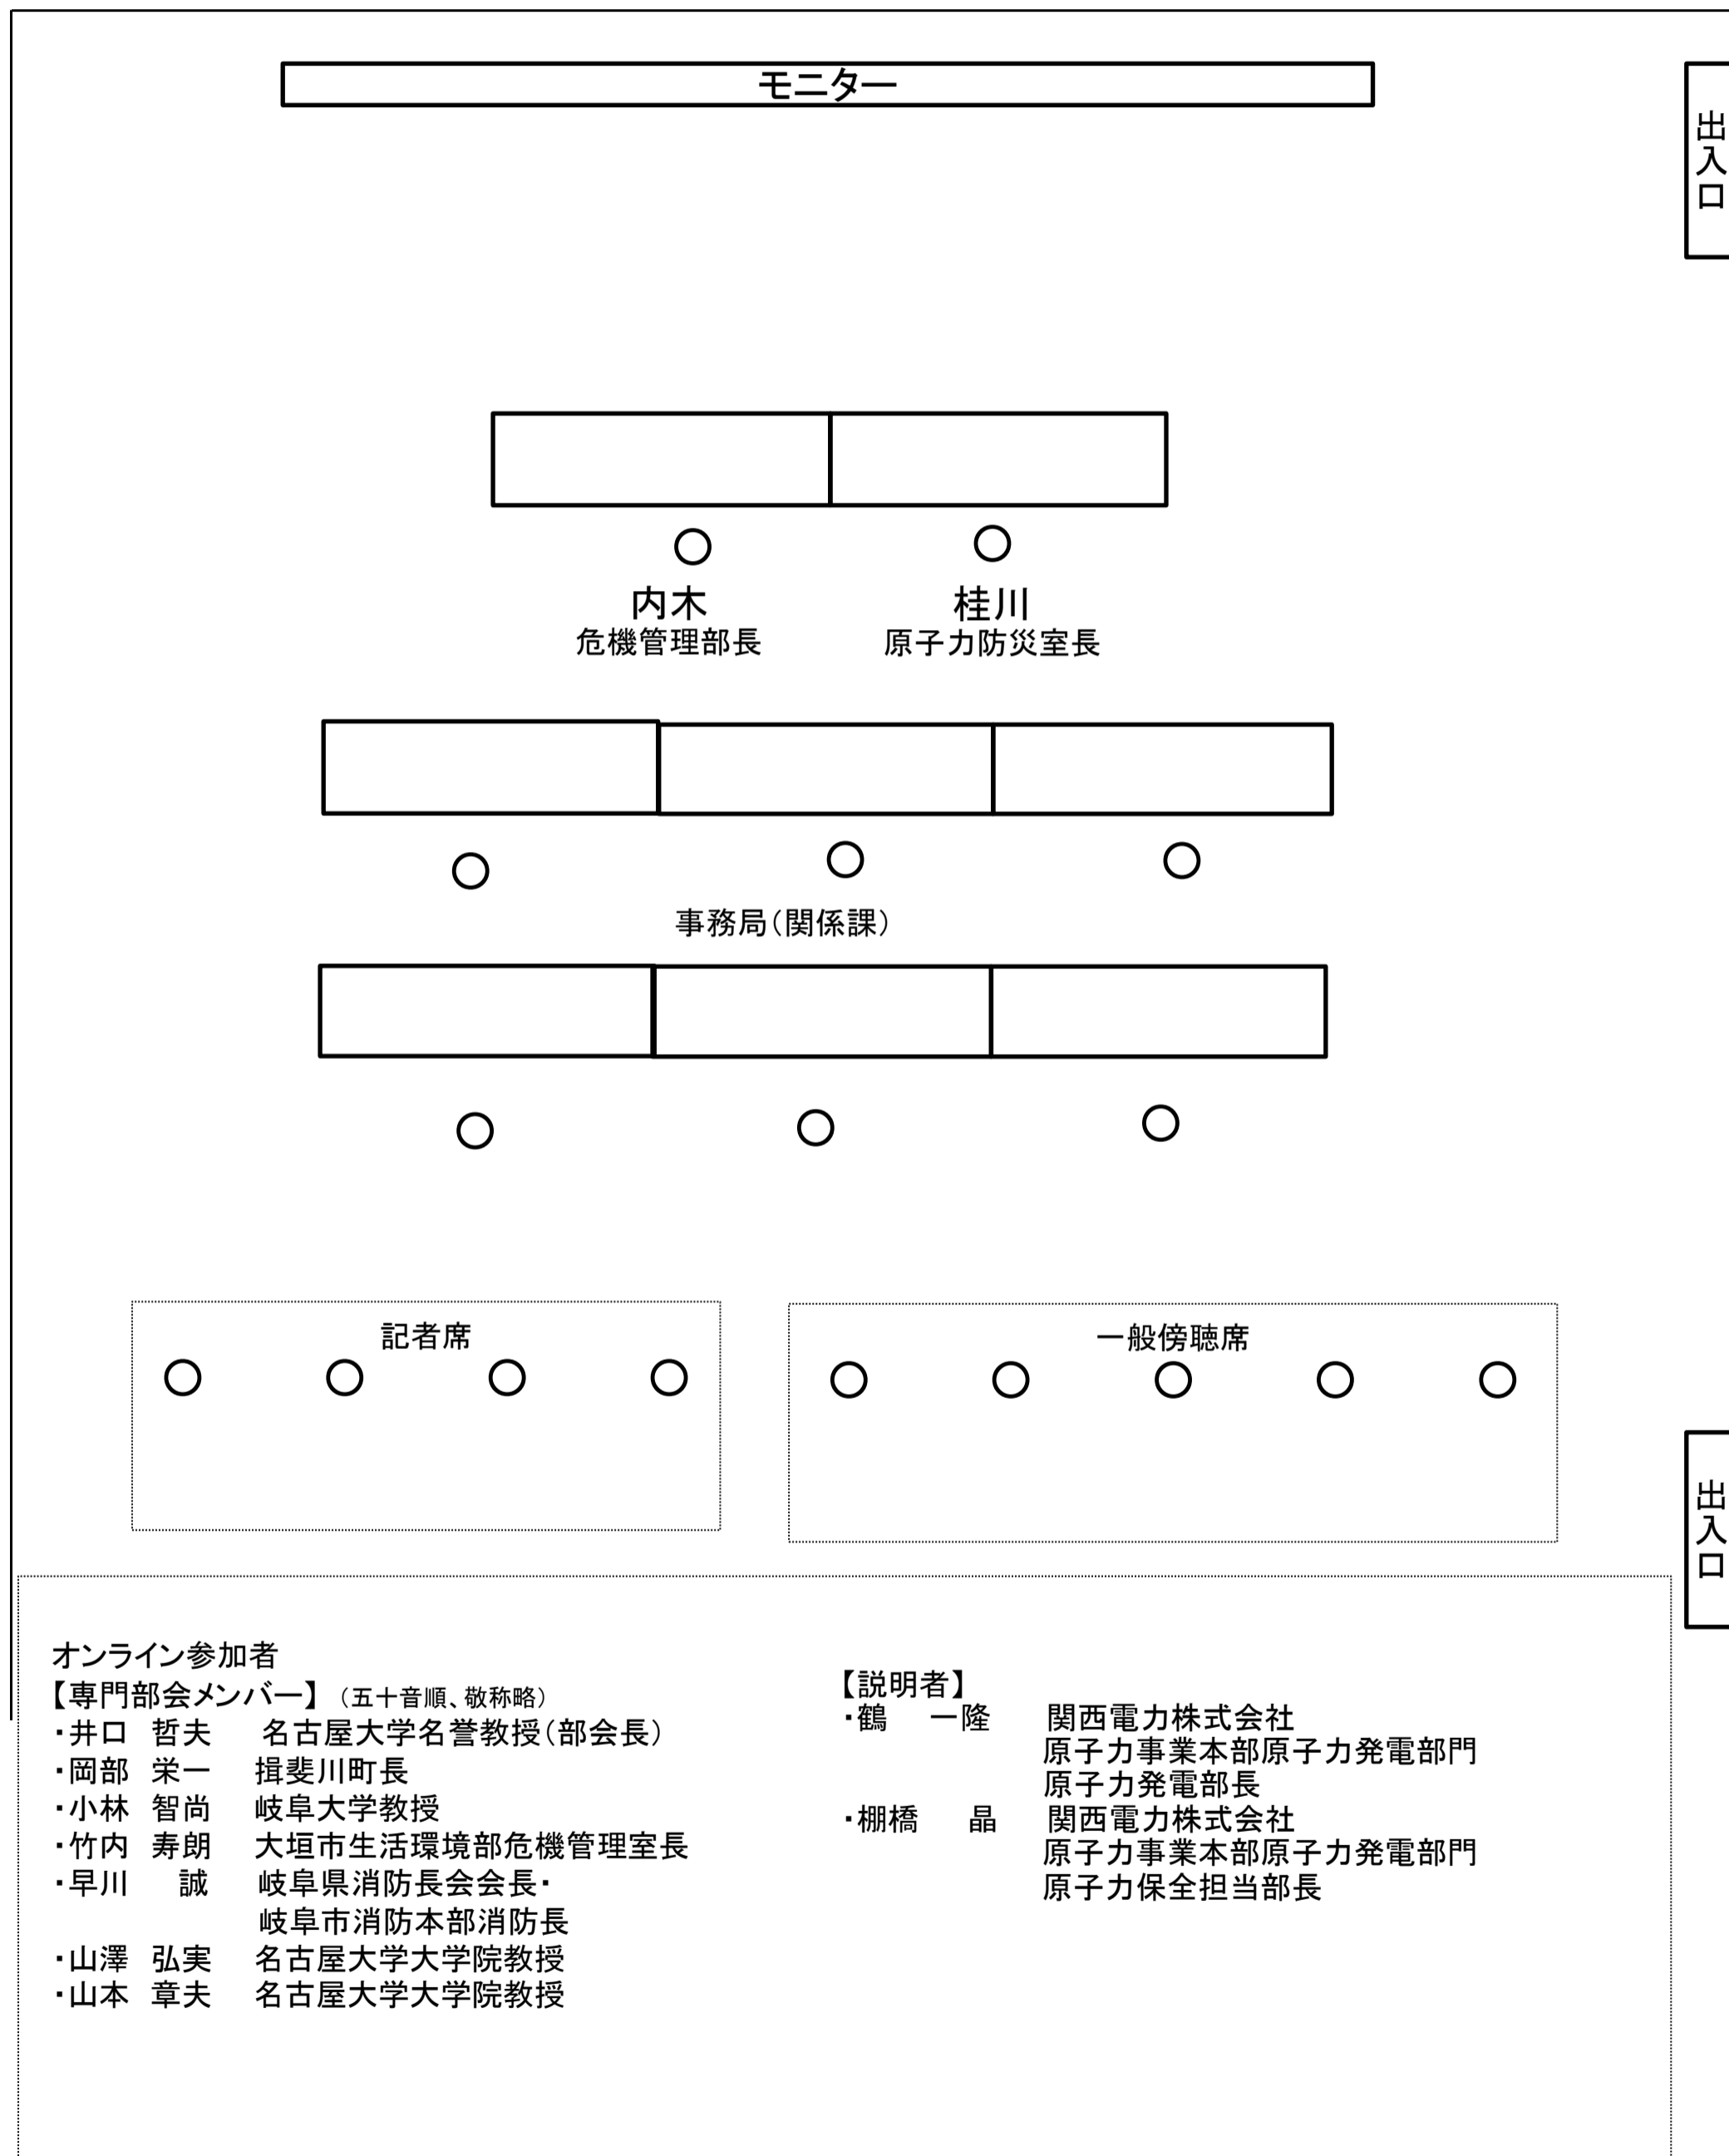 モニター
出入口
内木
危機管理部長
桂川
原子力防災室長
事務局(関係課)
記者席
一般傍聴席
出入口
オンライン参加者
【専門部会メンバー】（五十音順、敬称略）
・井口 哲夫 名古屋大学名誉教授(部会長)
・岡部 栄一 揖斐川町長
・小林 智尚 岐阜大学教授
・竹内 寿朗 大垣市生活環境部危機管理室長
・早川 誠 岐阜県消防長会会長・
岐阜市消防本部消防長
・山澤 弘実 名古屋大学大学院教授
・山本 章夫 名古屋大学大学院教授
【説明者】
・鶴 一隆 関西電力株式会社
原子力事業本部原子力発電部門
原子力発電部長
・棚橋 晶 関西電力株式会社
原子力事業本部原子力発電部門
原子力保全担当部長